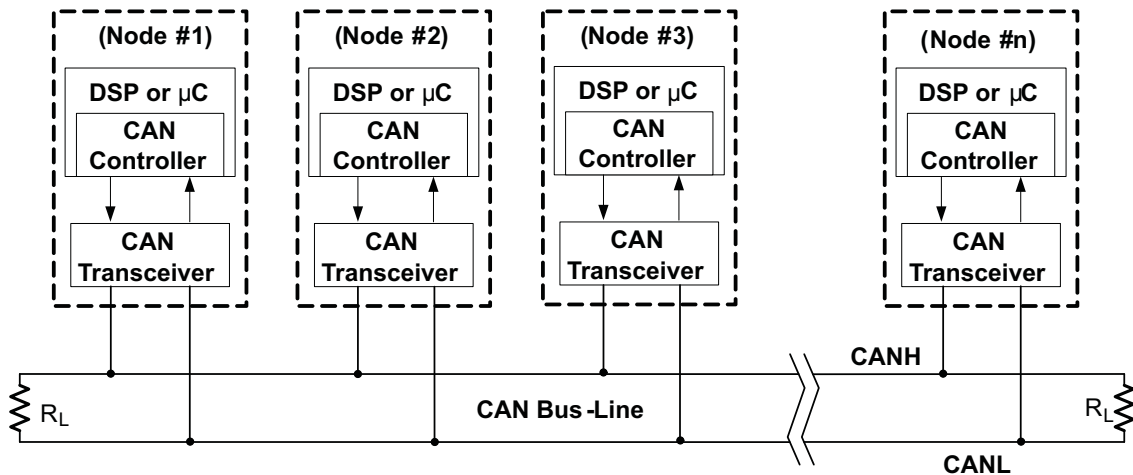 (Node #1)
DSP or µC
CAN
Controller
CAN
Transceiver
(Node #2)
DSP or µC
CAN
Controller
CAN
Transceiver
(Node #3)
DSP or µC
CAN
Controller
CAN
Transceiver
(Node #n)
DSP or µC
CAN
Controller
CAN
Transceiver
CANH
RL
CAN Bus-Line
RL
CANL